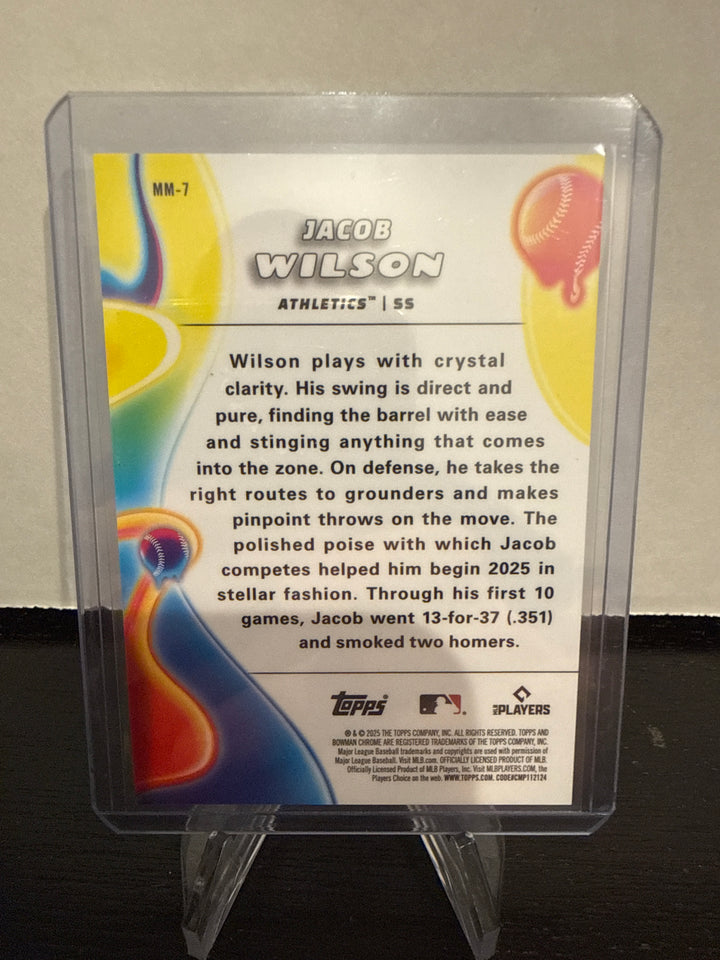 MM-7
JACOB
WILSON
ATHLETICS™ | SS
Wilson plays with crystal
clarity. His swing is direct and
pure, finding the barrel with ease
and stinging anything that comes
into the zone. On defense, he takes the
right routes to grounders and makes
pinpoint throws on the move. The
polished poise with which Jacob
competes helped him begin 2025 in
stellar fashion. Through his first 10
games, Jacob went 13-for-37 (.351)
and smoked two homers.
Topps® MLB PLAYERS
® & © 2025 THE TOPPS COMPANY, INC. ALL RIGHTS RESERVED. TOPPS AND
BOWMAN CHROME ARE REGISTERED TRADEMARKS OF THE TOPPS COMPANY, INC.
Major League Baseball trademarks and copyrights are used with permission of
Major League Baseball. Visit MLB.com. OFFICIALLY LICENSED PRODUCT OF MLB.
Officially Licensed Product of MLB Players, Inc. Visit MLBPLAYERS.COM, the
Players Choice on the web. WWW.TOPPS.COM. CODE#CMP112124